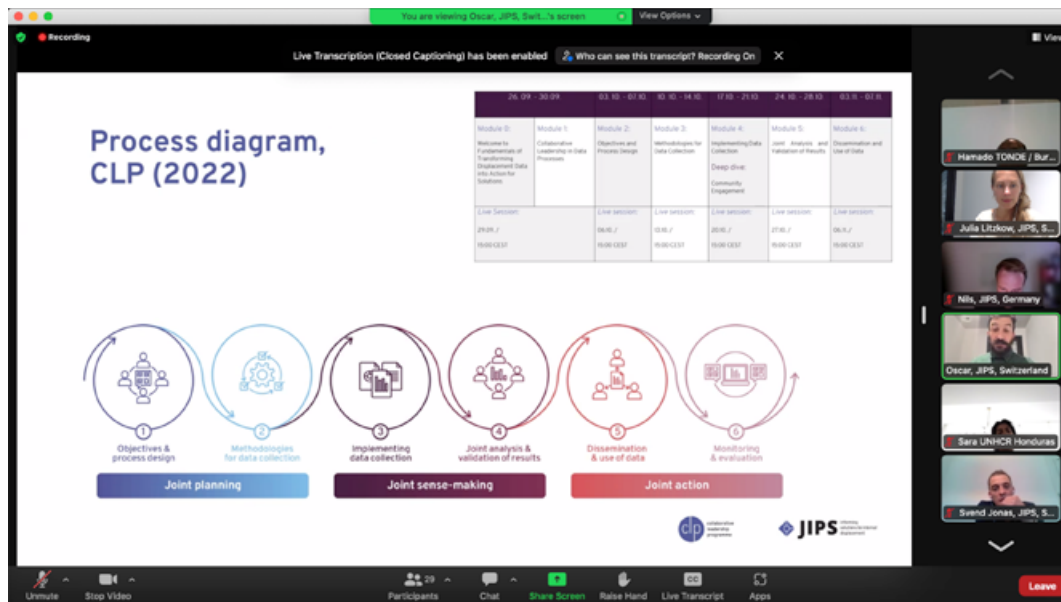 You are viewing Oscar, JIPS, Swit...'s screen
View Options
Recording
View
Live Transcription (Closed Captioning) has been enabled
Who can see this transcript? Recording On
Process diagram,
CLP (2022)
26.09 - 30.09
03.10. - 07.10.
10.10. - 14.10
17.10. - 21.10.
24.10. - 28.10
03.11. - 07.11.
Module 0:
Welcome to
Fundamentals of
Transforming
Displacement Data
into Action for
Solutions
Module 1:
Collaborative
Leadership in Data
Processes
Module 2:
Objectives and
Process Design
Module 3:
Methodologies for
Data Collection
Module 4:
Implementing Data
Collection
Deep dive:
Community
Engagement
Module 5:
Joint Analysis and
Validation of Results
Module 6:
Dissemination and
Use of Data
Live Session:
29.09. /
15:00 CEST
Live session:
06.10. /
15:00 CEST
Live session:
13.10. /
15:00 CEST
Live session:
20.10. /
15:00 CEST
Live session:
27.10. /
15:00 CEST
Live session:
06.11. /
15:00 CEST
1
Objectives &
process design
2
Methodologies
for data collection
3
Implementing
data collection
4
Joint analysis &
validation of results
5
Dissemination
& use of data
6
Monitoring
& evaluation
Joint planning
Joint sense-making
Joint action
clp
collaborative
leadership
programme
JIPS
Hamado TONDE / Bur...
Julia Litzkow, JIPS, S...
Nils, JIPS, Germany
Oscar, JIPS, Switzerland
Sara UNHCR Honduras
Svend Jonas, JIPS, S...
Unmute
Stop Video
29
Participants
Chat
Share Screen
Raise Hand
CC
Live Transcript
Apps
Leave